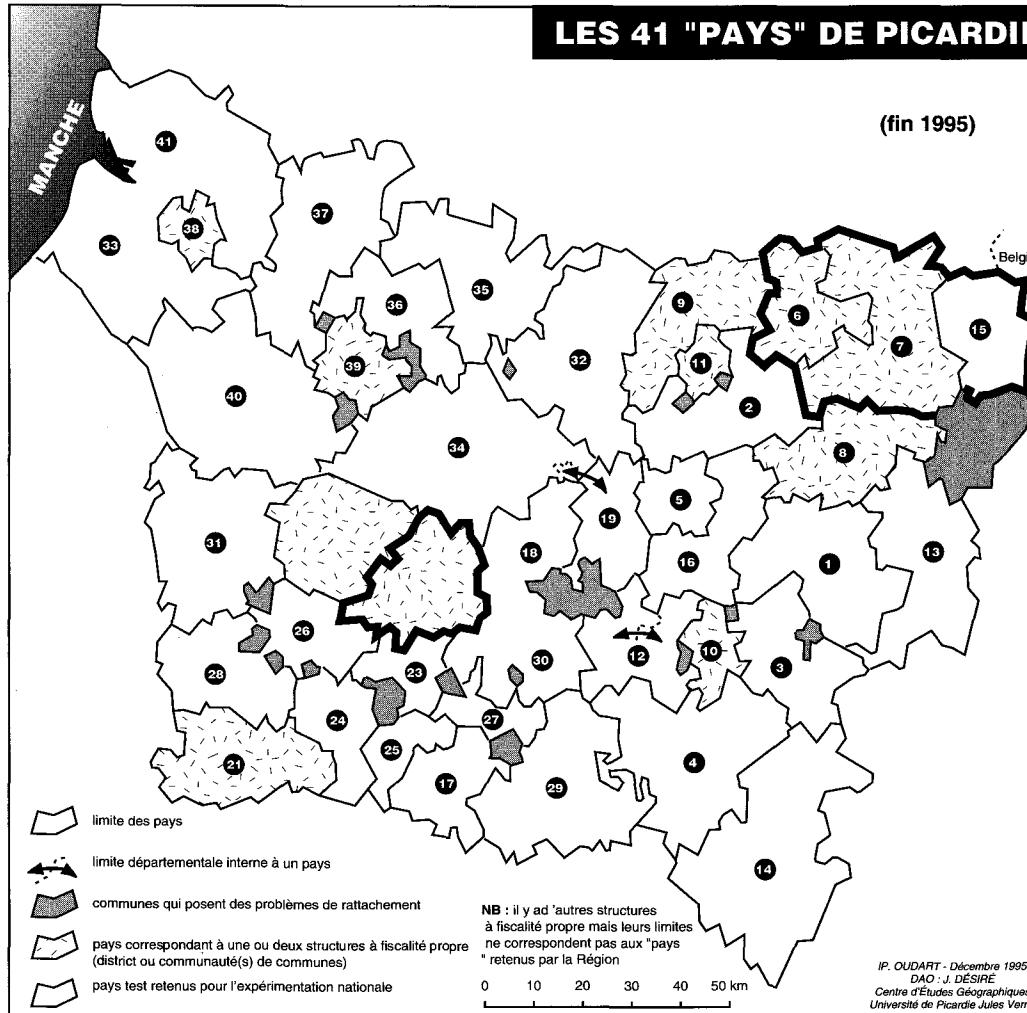 LES 41 "PAYS" DE PICARDIE
(fin 1995)
MANCHE
Belgi
41
38
33
37
36
35
39
40
34
32
9
11
2
6
7
15
8
5
19
18
16
1
13
31
26
28
23
30
12
10
3
24
27
25
21
17
29
4
14
limite des pays
limite départementale interne à un pays
communes qui posent des problèmes de rattachement
pays correspondant à une ou deux structures à fiscalité propre
(district ou communauté(s) de communes)
pays test retenus pour l'expérimentation nationale
NB : il y ad 'autres structures
à fiscalité propre mais leurs limites
ne correspondent pas aux "pays
" retenus par la Région
0 10 20 30 40 50 km
IP. OUDART - Décembre 1995
DAO : J. DÉSIRÉ
Centre d'Études Géographiques
Université de Picardie Jules Vern